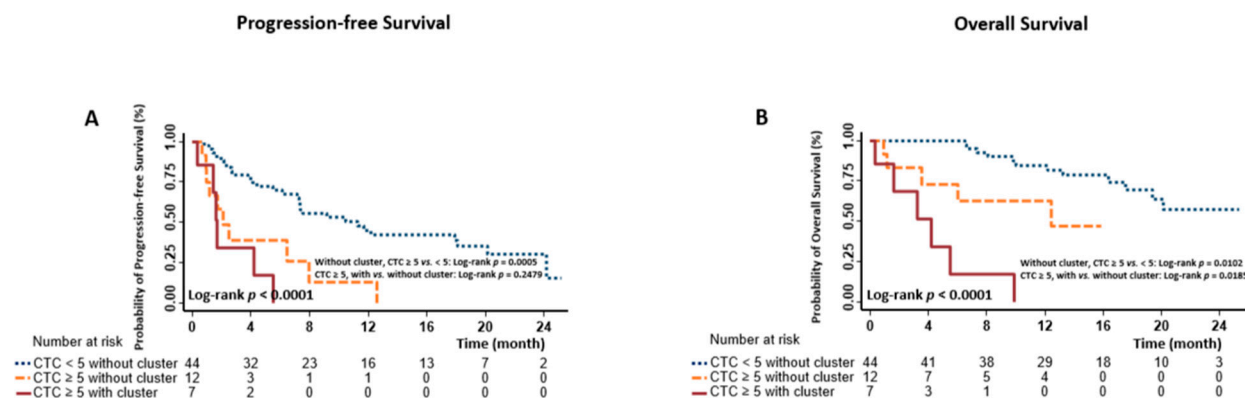 Progression-free Survival
Overall Survival
A
Probability of Progression-free Survival (%)
1.00
0.75
0.50
0.25
0.00
Without cluster, CTC ≥ 5 vs. < 5: Log-rank p = 0.0005
CTC ≥ 5, with vs. without cluster: Log-rank p = 0.2479
Log-rank p < 0.0001
0 4 8 12 16 20 24
Number at risk
Time (month)
CTC < 5 without cluster 44 32 23 16 13 7 2
CTC ≥ 5 without cluster 12 3 1 1 0 0 0
CTC ≥ 5 with cluster 7 2 0 0 0 0 0
B
Probability of Overall Survival (%)
1.00
0.75
0.50
0.25
0.00
Without cluster, CTC ≥ 5 vs. < 5: Log-rank p = 0.0102
CTC ≥ 5, with vs. without cluster: Log-rank p = 0.0185
Log-rank p < 0.0001
0 4 8 12 16 20 24
Number at risk
Time (month)
CTC < 5 without cluster 44 41 38 29 18 10 3
CTC ≥ 5 without cluster 12 7 5 4 0 0 0
CTC ≥ 5 with cluster 7 3 1 0 0 0 0